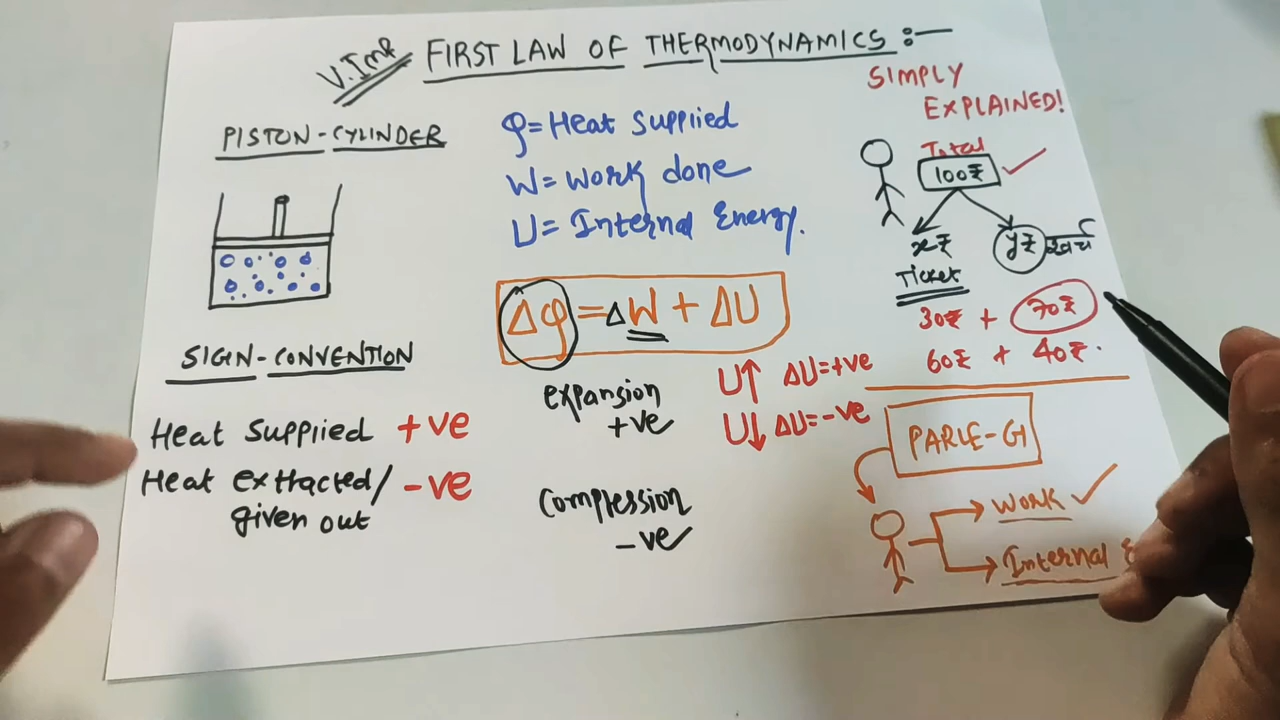 V.Imp FIRST LAW OF THERMODYNAMICS :-
SIMPLY
EXPLAINED!
PISTON-CYLINDER
φ = Heat Supplied
W = Work done
U = Internal Energy.
Total
100₹ ✓
x₹
y₹ खर्चा
Ticket
30₹ + 70₹
60₹ + 40₹.
Δφ = ΔW + ΔU
SIGN-CONVENTION
Heat Supplied +ve
Heat extracted/ -ve
given out
expansion
+ve
Compression
-ve
U↑ ΔU=+ve
U↓ ΔU=-ve
PARLE-G
WORK ✓
Internal E